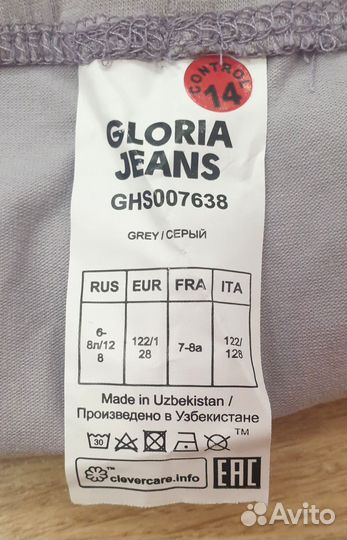 CONTROL
14
GLORIA
JEANS
GHS007638
GREY/СЕРЫЙ
RUS EUR FRA ITA
6-
8л/12
8
122/1
28
7-8a
122/
128
Made in Uzbekistan /
Произведено в Узбекистане
30
TM
TM
clevercare.info
EAC
Avito